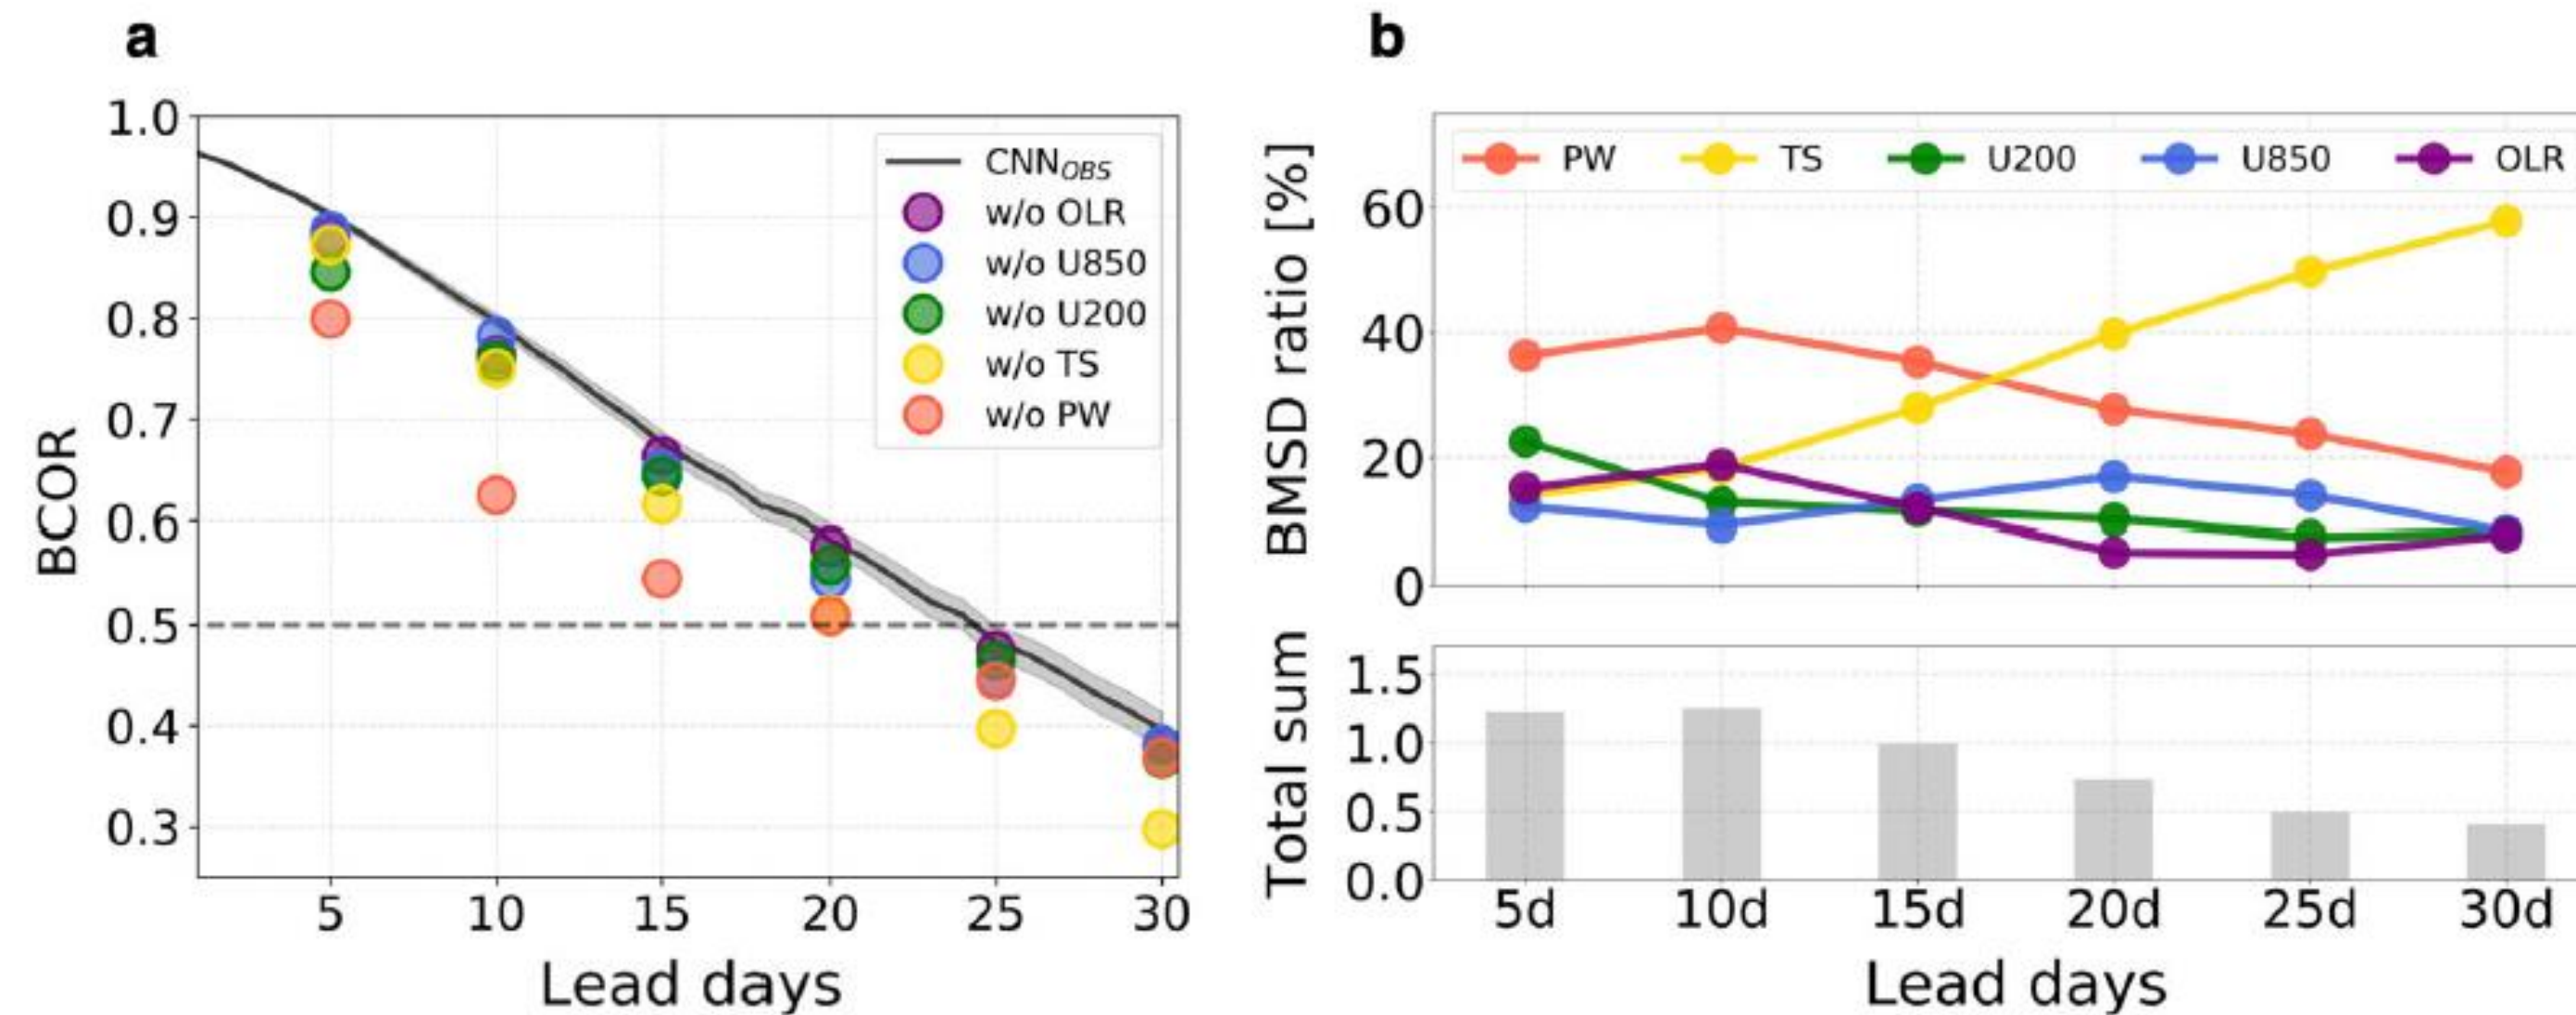 a
1.0
0.9
0.8
0.7
0.6
0.5
0.4
0.3
BCOR
CNN_OBS
w/o OLR
w/o U850
w/o U200
w/o TS
w/o PW
5 10 15 20 25 30
Lead days
b
PW TS U200 U850 OLR
60
40
20
0
BMSD ratio [%]
1.5
1.0
0.5
0.0
Total sum
5d 10d 15d 20d 25d 30d
Lead days